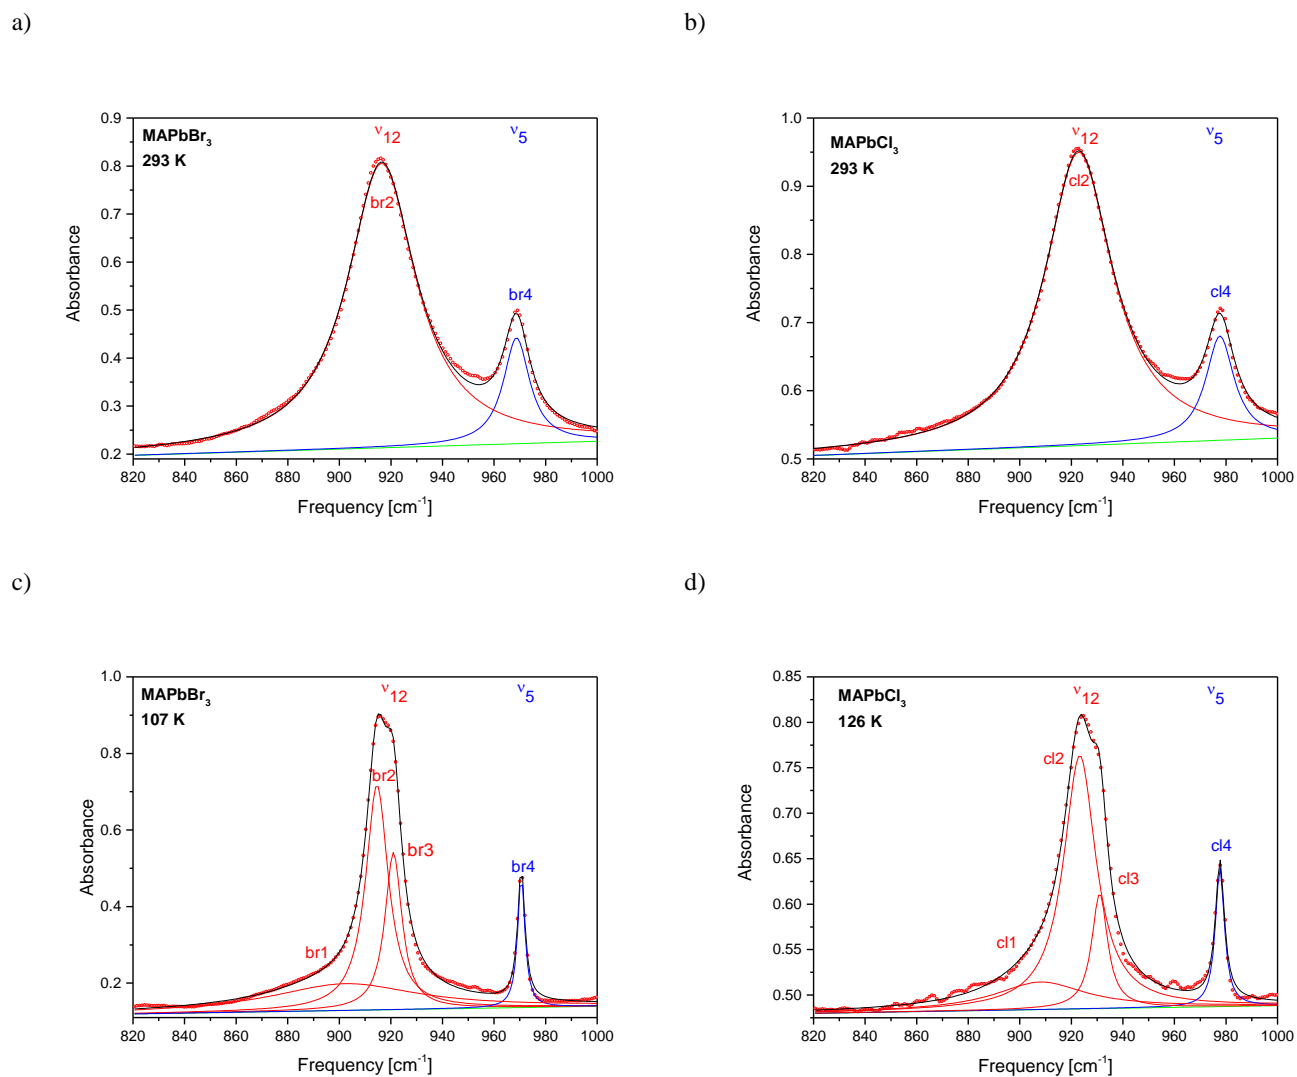 a)
b)
MAPbBr3
293 K
ν12
ν5
br2
br4
0.9
0.8
0.7
0.6
0.5
0.4
0.3
0.2
Absorbance
820 840 860 880 900 920 940 960 980 1000
Frequency [cm-1]
MAPbCl3
293 K
ν12
ν5
cl2
cl4
1.0
0.9
0.8
0.7
0.6
0.5
Absorbance
820 840 860 880 900 920 940 960 980 1000
Frequency [cm-1]
c)
d)
MAPbBr3
107 K
ν12
ν5
br2
br3
br4
br1
1.0
0.8
0.6
0.4
0.2
Absorbance
820 840 860 880 900 920 940 960 980 1000
Frequency [cm-1]
MAPbCl3
126 K
ν12
ν5
cl2
cl4
cl3
cl1
0.85
0.80
0.75
0.70
0.65
0.60
0.55
0.50
Absorbance
820 840 860 880 900 920 940 960 980 1000
Frequency [cm-1]